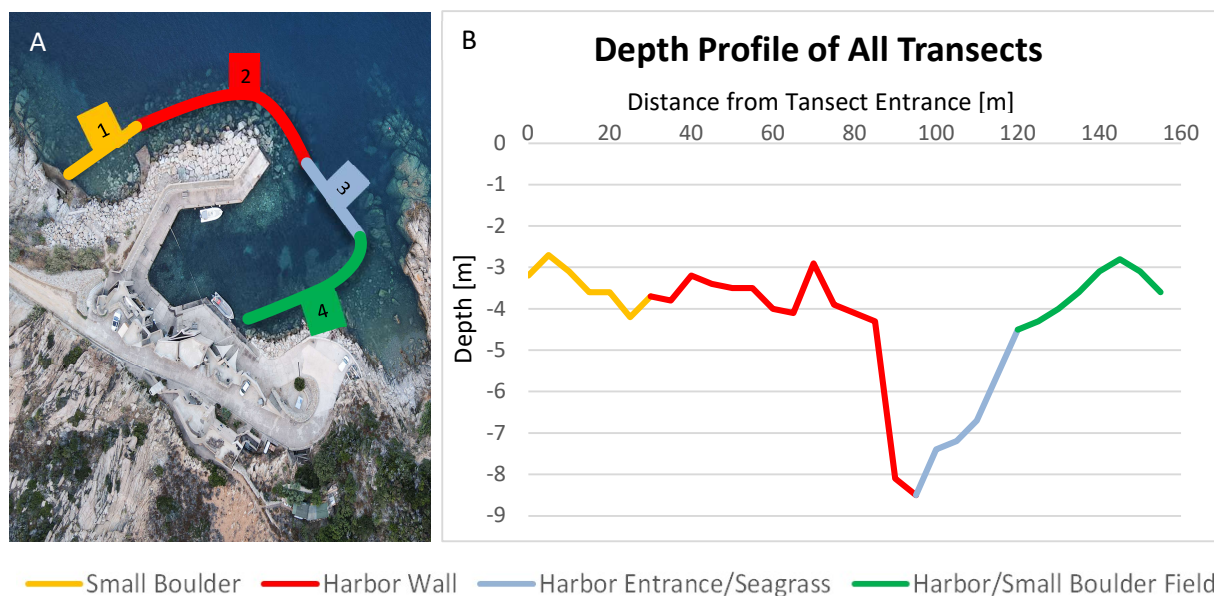 A
1
2
3
4
B
Depth Profile of All Transects
Distance from Tansect Entrance [m]
0 20 40 60 80 100 120 140 160
Depth [m]
0
-1
-2
-3
-4
-5
-6
-7
-8
-9
Small Boulder Harbor Wall Harbor Entrance/Seagrass Harbor/Small Boulder Field